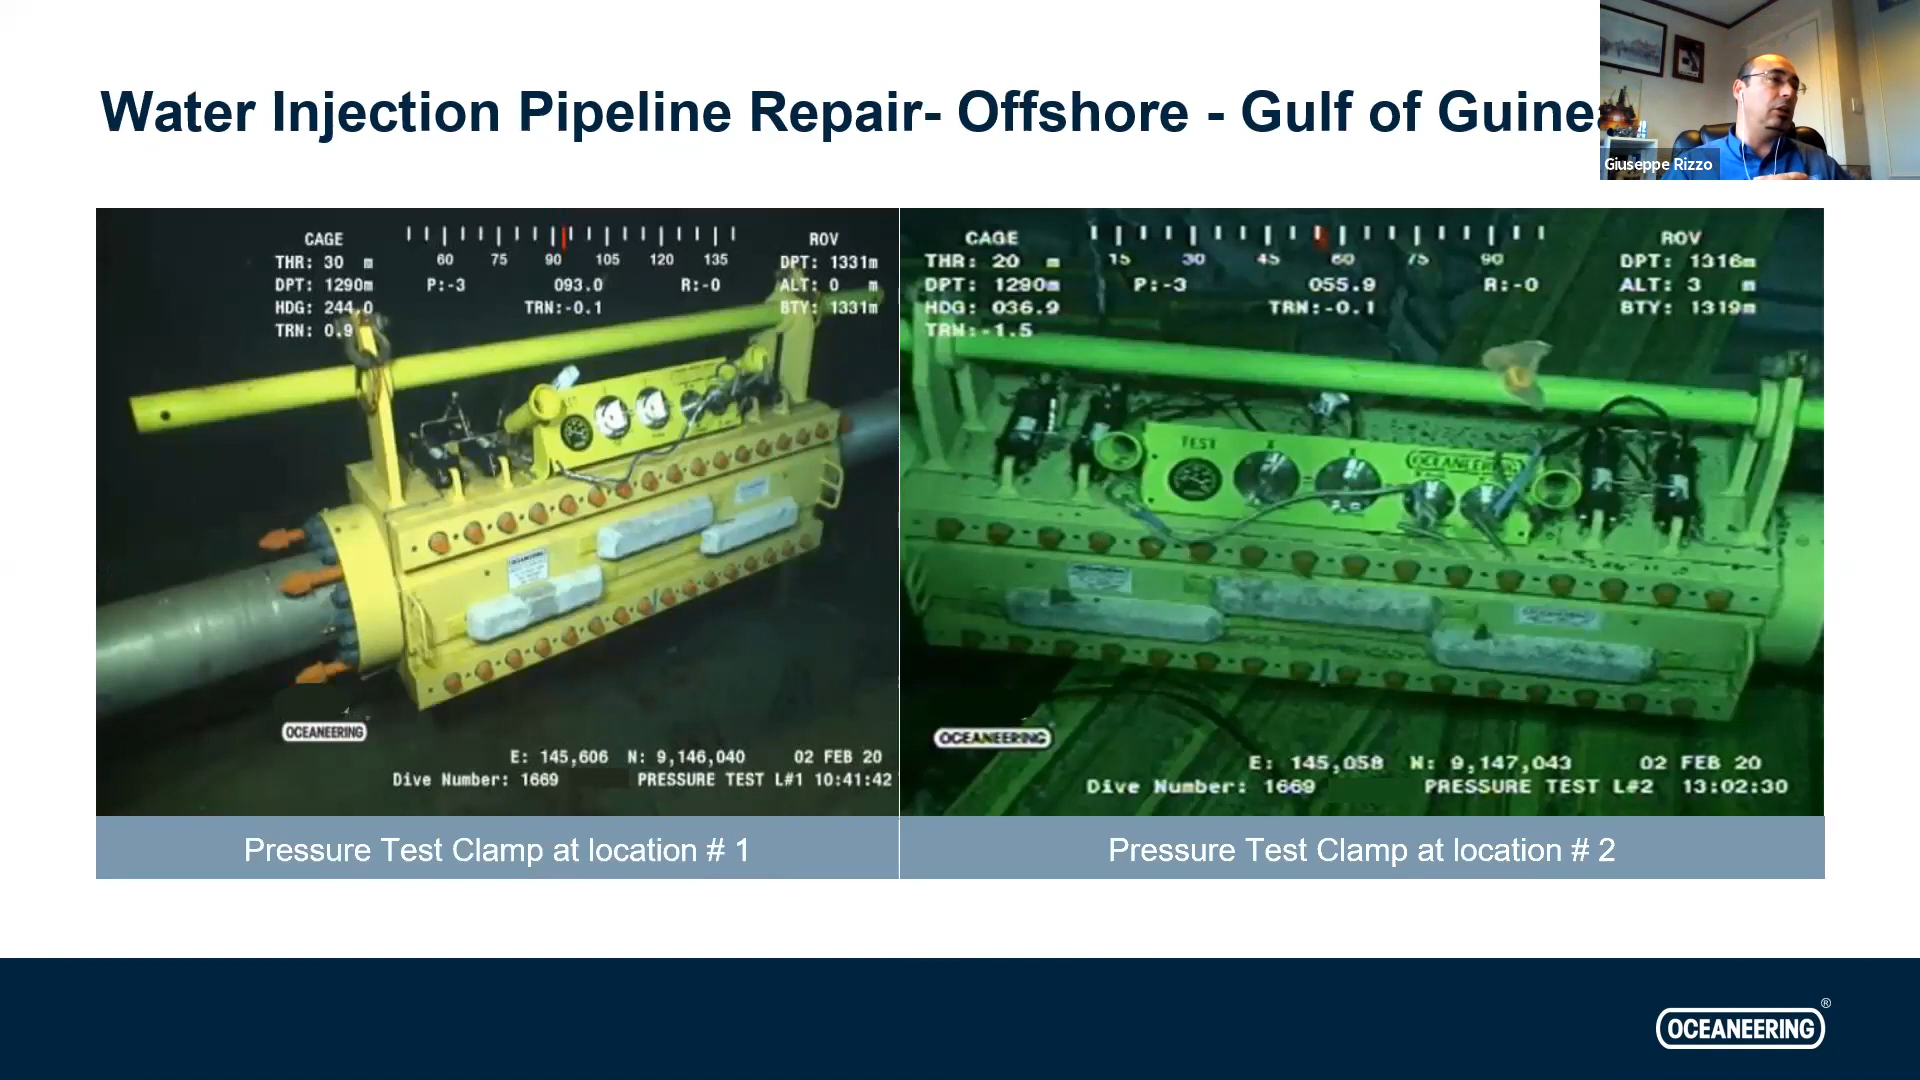 Water Injection Pipeline Repair- Offshore - Gulf of Guine
Giuseppe Rizzo
CAGE
THR: 30 m
DPT: 1290m
HDG: 244.0
TRN: 0.9
60 75 90 105 120 135
P:-3 093.0 R:-0
TRN:-0.1
ROV
DPT: 1331m
ALT: 0 m
BTY: 1331m
OCEANEERING
E: 145,606 N: 9,146,040 02 FEB 20
Dive Number: 1669 PRESSURE TEST L#1 10:41:42
Pressure Test Clamp at location # 1
CAGE
THR: 20 m
DPT: 1290m
HDG: 036.9
TRN:-1.5
15 30 45 60 75 90
P:-3 055.9 R:-0
TRN:-0.1
ROV
DPT: 1316m
ALT: 3 m
BTY: 1319m
TEST
OCEANEERING
OCEANEERING
OCEANEERING
E: 145,058 N: 9,147,043 02 FEB 20
Dive Number: 1669 PRESSURE TEST L#2 13:02:30
Pressure Test Clamp at location # 2
OCEANEERING®